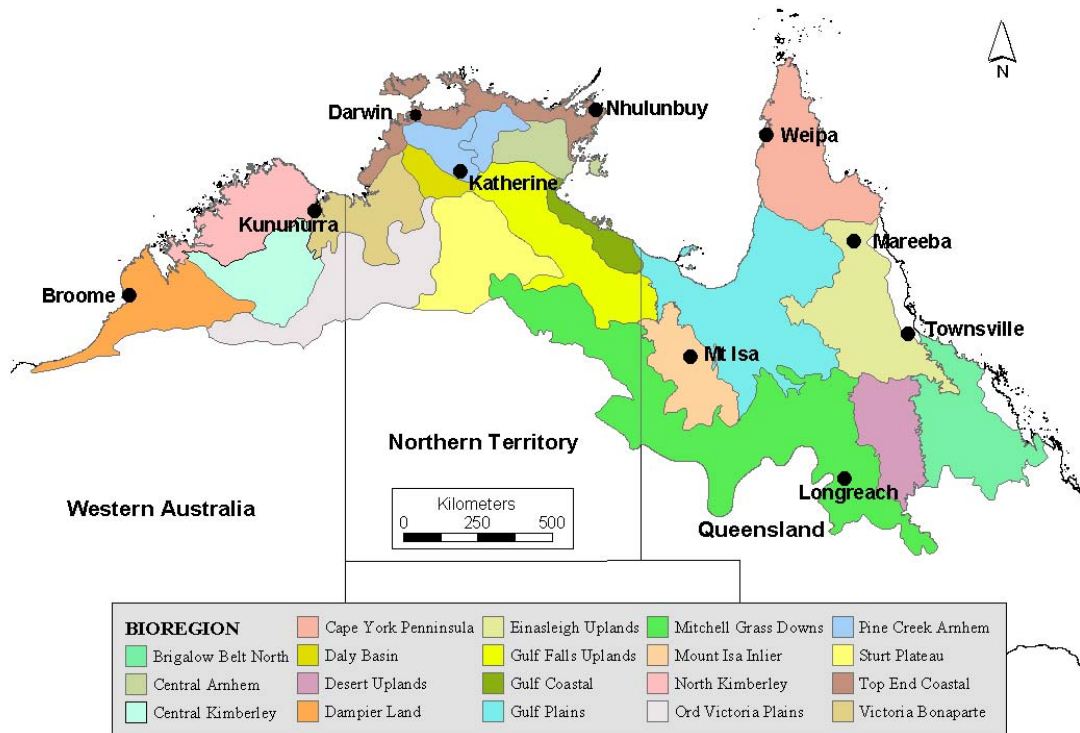 N
Darwin
Nhulunbuy
Weipa
Katherine
Kununurra
Mareeba
Broome
Townsville
Mt Isa
Northern Territory
Western Australia
Longreach
Queensland
Kilometers
0 250 500
BIOREGION
Brigalow Belt North
Central Arnhem
Central Kimberley
Cape York Penninsula
Daly Basin
Desert Uplands
Dampier Land
Einasleigh Uplands
Gulf Falls Uplands
Gulf Coastal
Gulf Plains
Mitchell Grass Downs
Mount Isa Inlier
North Kimberley
Ord Victoria Plains
Pine Creek Arnhem
Sturt Plateau
Top End Coastal
Victoria Bonaparte